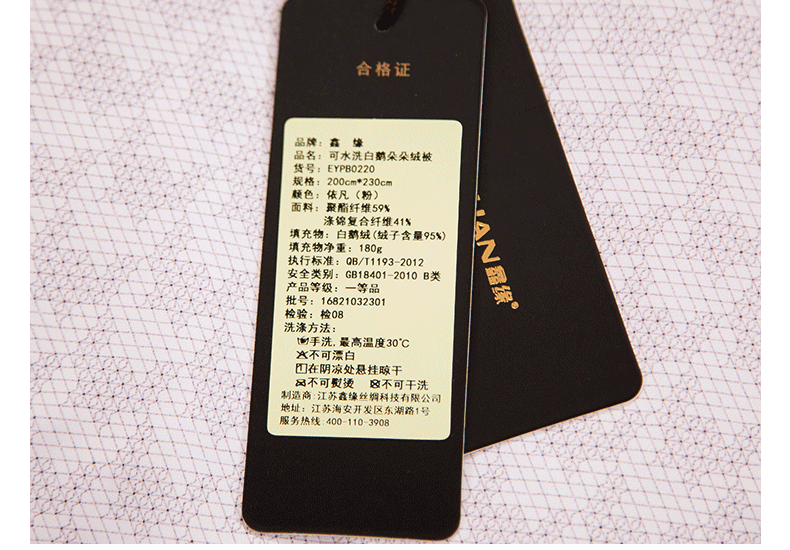 合格证
品牌：鑫 缘
品名：可水洗白鹅朵朵绒被
货号：EYPB0220
规格：200cm*230cm
颜色：依凡（粉）
面料：聚酯纤维59%
涤锦复合纤维41%
填充物：白鹅绒(绒子含量95%)
填充物净重：180g
执行标准：QB/T1193-2012
安全类别：GB18401-2010 B类
产品等级：一等品
批号：16821032301
检验：检08
洗涤方法：
手洗,最高温度30℃
不可漂白
在阴凉处悬挂晾干
不可熨烫 不可干洗
制造商:江苏鑫缘丝绸科技有限公司
地址：江苏海安开发区东湖路1号
服务热线:400-110-3908
UAN鑫缘®